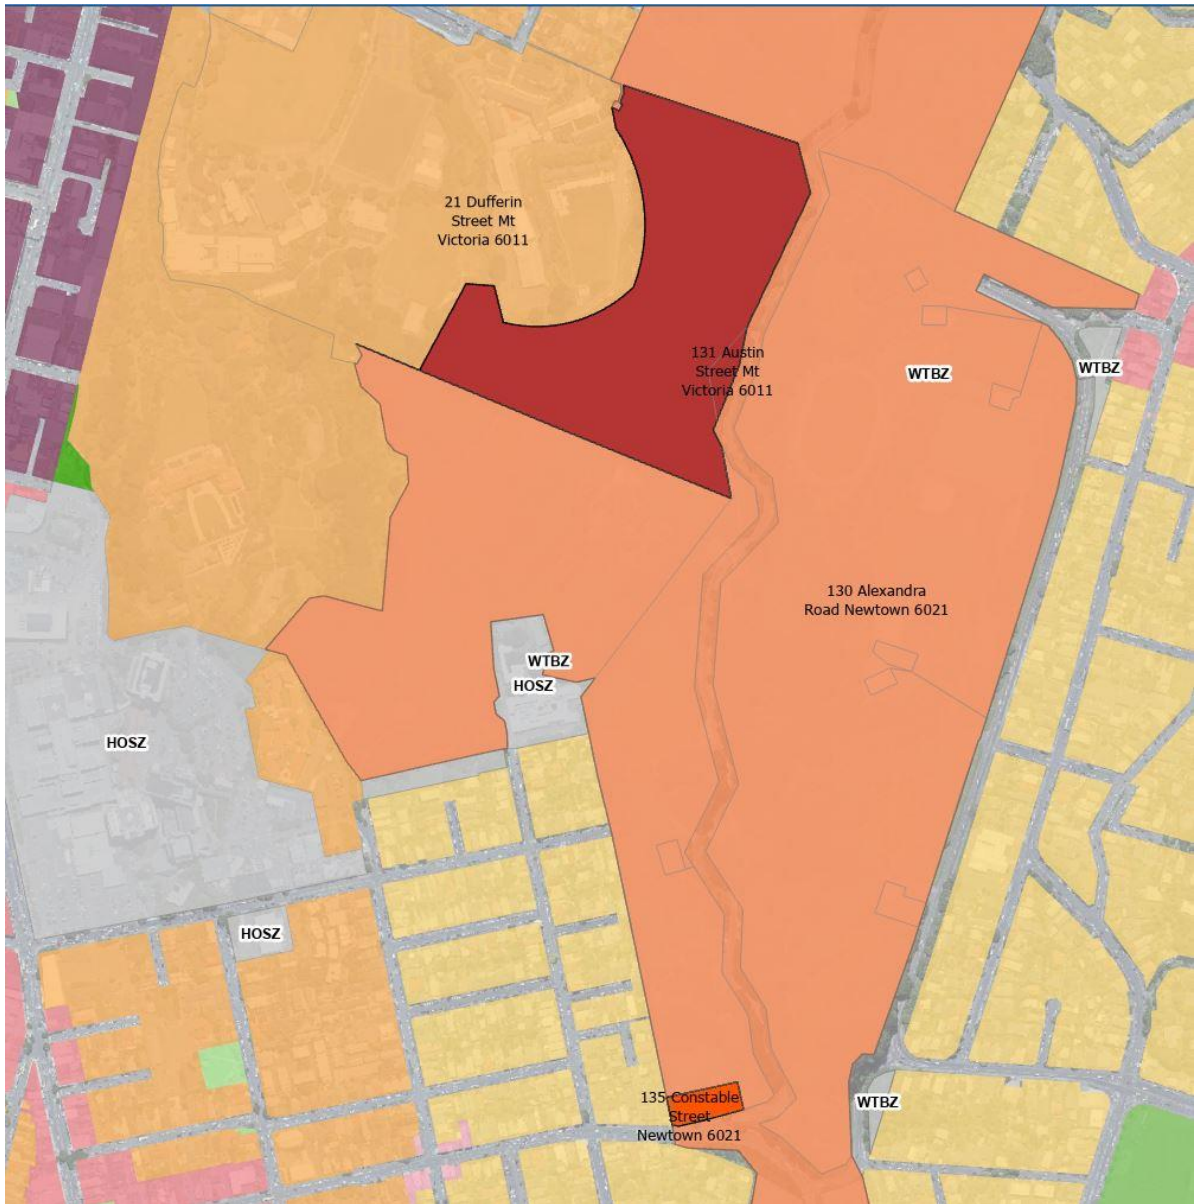 21 Dufferin
Street Mt
Victoria 6011
131 Austin
Street Mt
Victoria 6011
WTBZ
WTBZ
130 Alexandra
Road Newtown 6021
WTBZ
HOSZ
HOSZ
HOSZ
135 Constable
Street
Newtown 6021
WTBZ